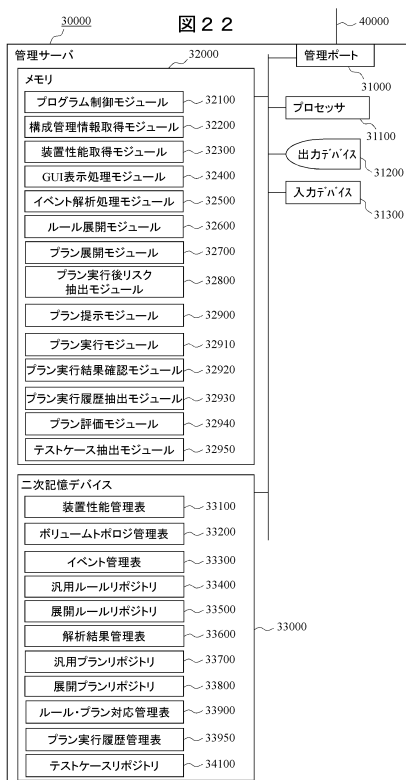 図２２
30000
40000
管理サーバ
32000
管理ポート
31000
メモリ
プログラム制御モジュール
32100
プロセッサ
31100
構成管理情報取得モジュール
32200
装置性能取得モジュール
32300
出力デバイス
31200
GUI表示処理モジュール
32400
入力デバイス
31300
イベント解析処理モジュール
32500
ルール展開モジュール
32600
プラン展開モジュール
32700
プラン実行後リスク
抽出モジュール
32800
プラン提示モジュール
32900
プラン実行モジュール
32910
プラン実行結果確認モジュール
32920
プラン実行履歴抽出モジュール
32930
プラン評価モジュール
32940
テストケース抽出モジュール
32950
二次記憶デバイス
装置性能管理表
33100
ボリュームトポロジ管理表
33200
イベント管理表
33300
汎用ルールリポジトリ
33400
展開ルールリポジトリ
33500
解析結果管理表
33600
33000
汎用プランリポジトリ
33700
展開プランリポジトリ
33800
ルール・プラン対応管理表
33900
プラン実行履歴管理表
33950
テストケースリポジトリ
34100